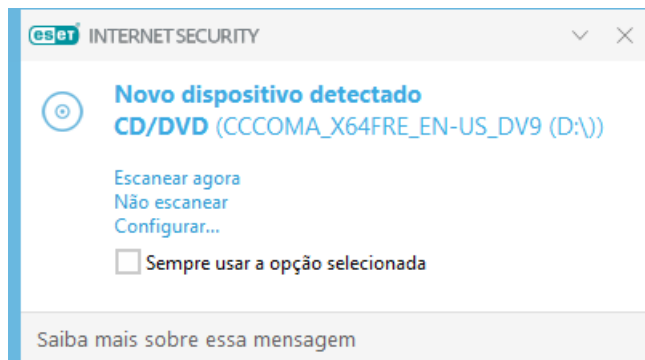 eset INTERNET SECURITY
Novo dispositivo detectado
CD/DVD (CCCOMA_X64FRE_EN-US_DV9 (D:\))
Escanear agora
Não escanear
Configurar...
Sempre usar a opção selecionada
Saiba mais sobre essa mensagem